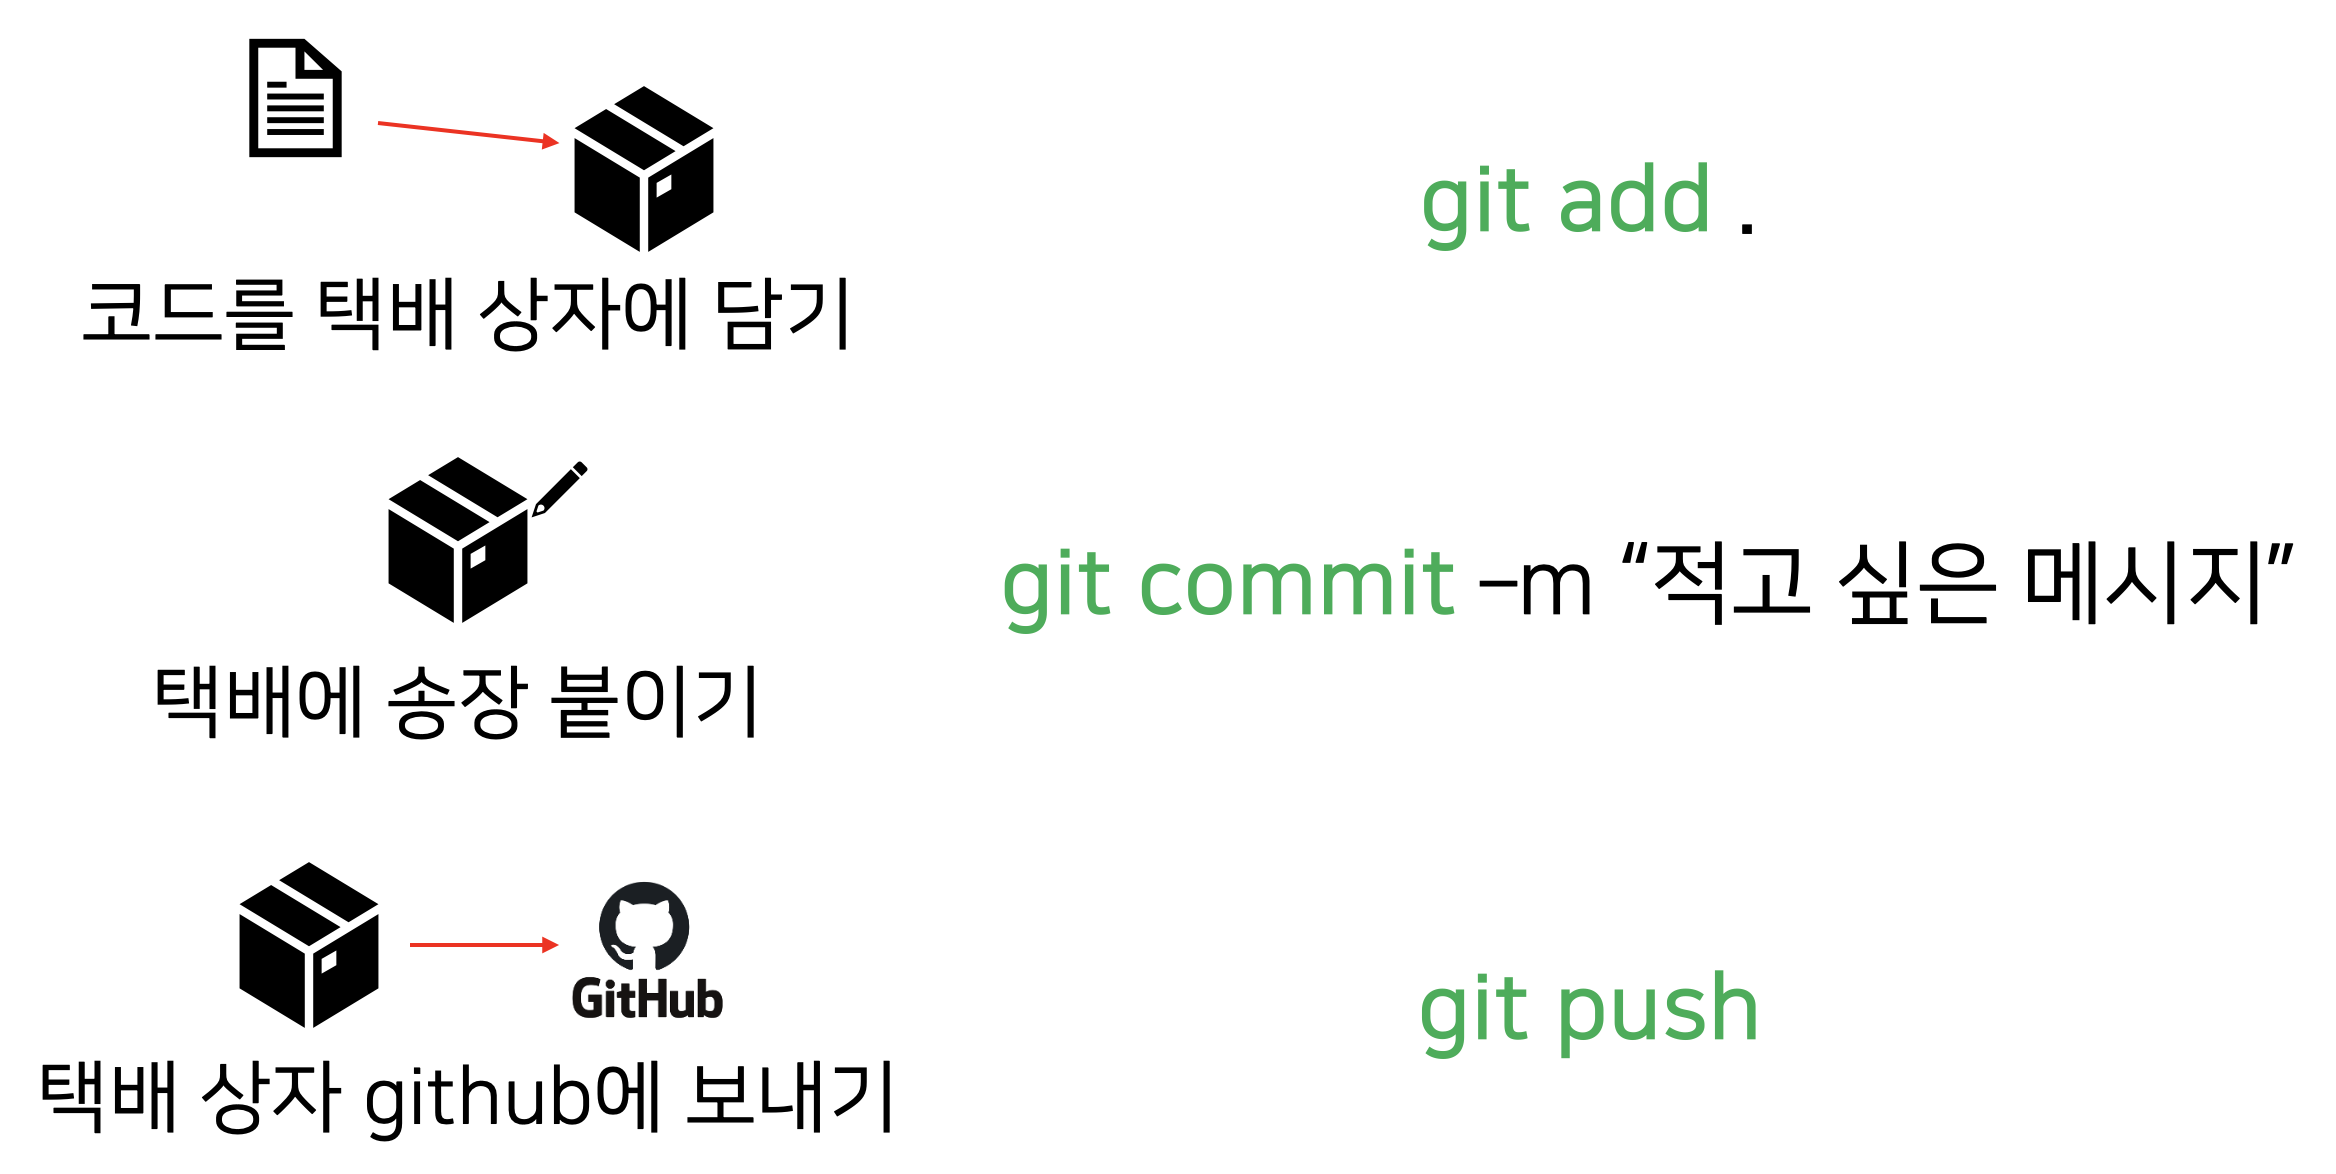 git add .
코드를 택배 상자에 담기
git commit -m “적고 싶은 메시지”
택배에 송장 붙이기
GitHub
git push
택배 상자 github에 보내기